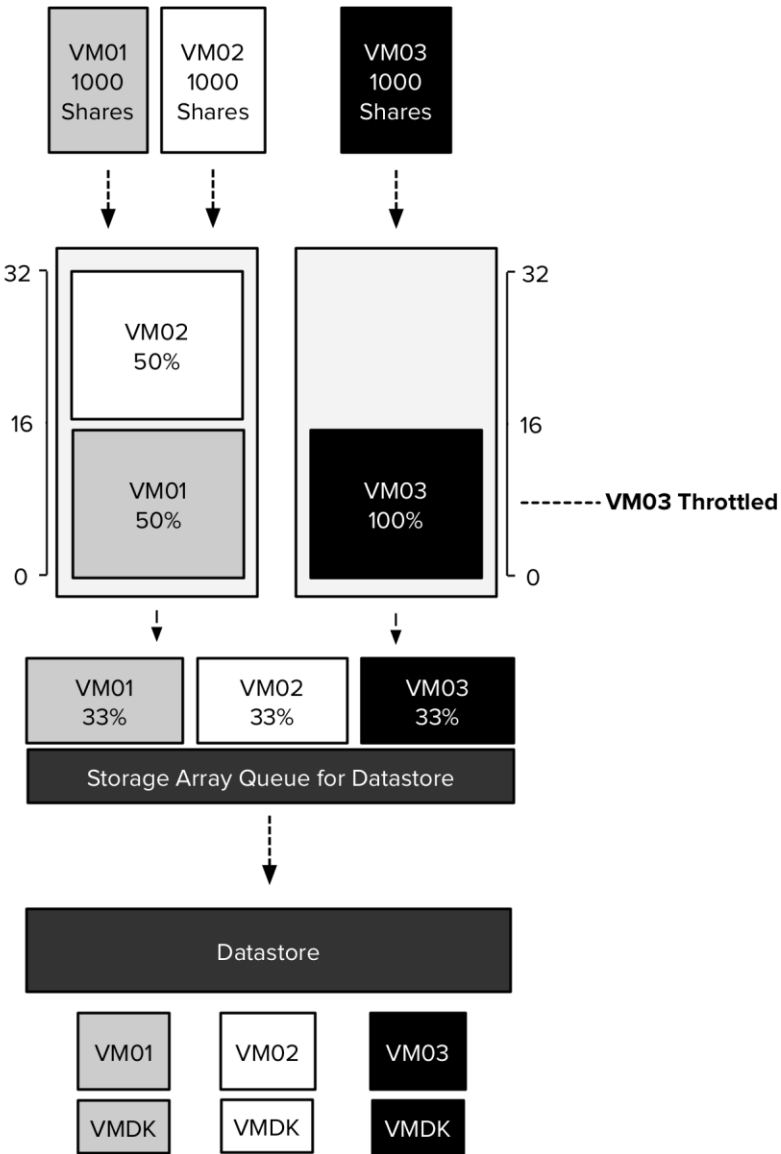 VM01
1000
Shares
VM02
1000
Shares
VM03
1000
Shares
32
16
0
VM02
50%
VM01
50%
VM03
100%
32
16
0
VM03 Throttled
VM01
33%
VM02
33%
VM03
33%
Storage Array Queue for Datastore
Datastore
VM01
VM02
VM03
VMDK
VMDK
VMDK